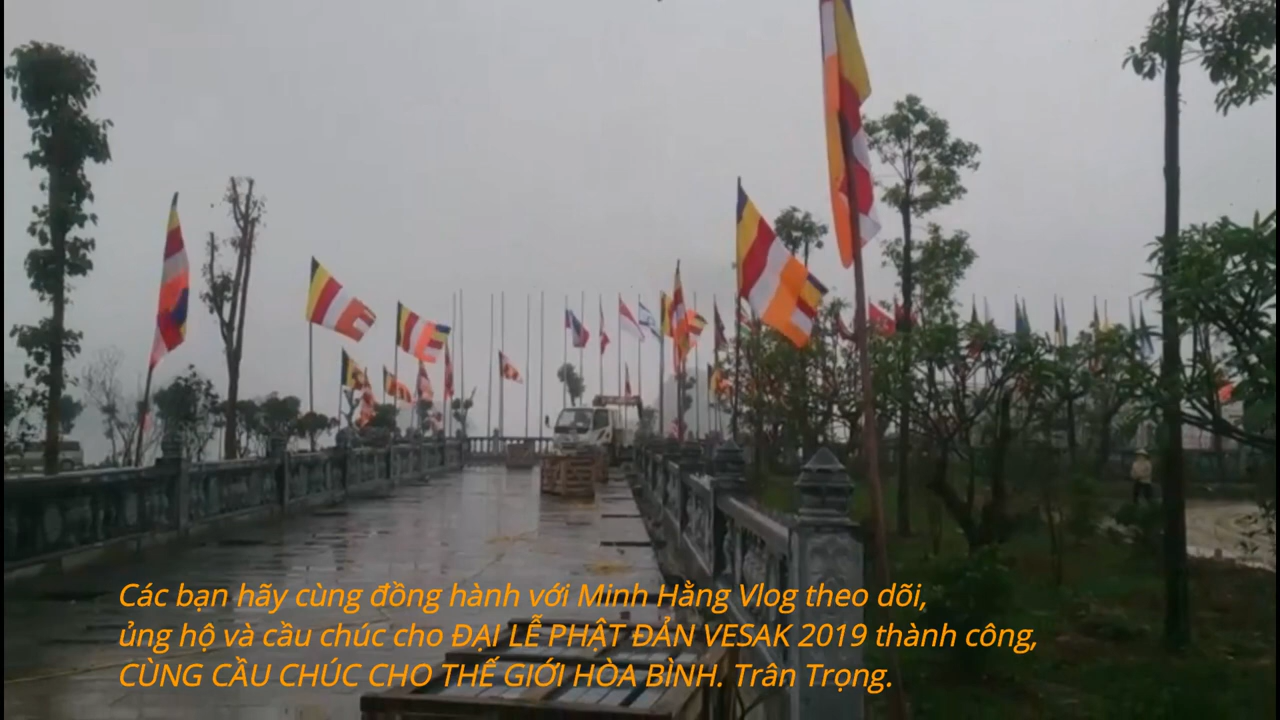 Các bạn hãy cùng đồng hành với Minh Hằng Vlog theo dõi,
ủng hộ và cầu chúc cho ĐẠI LỄ PHẬT ĐẢN VESAK 2019 thành công,
CÙNG CẦU CHÚC CHO THẾ GIỚI HÒA BÌNH. Trân Trọng.